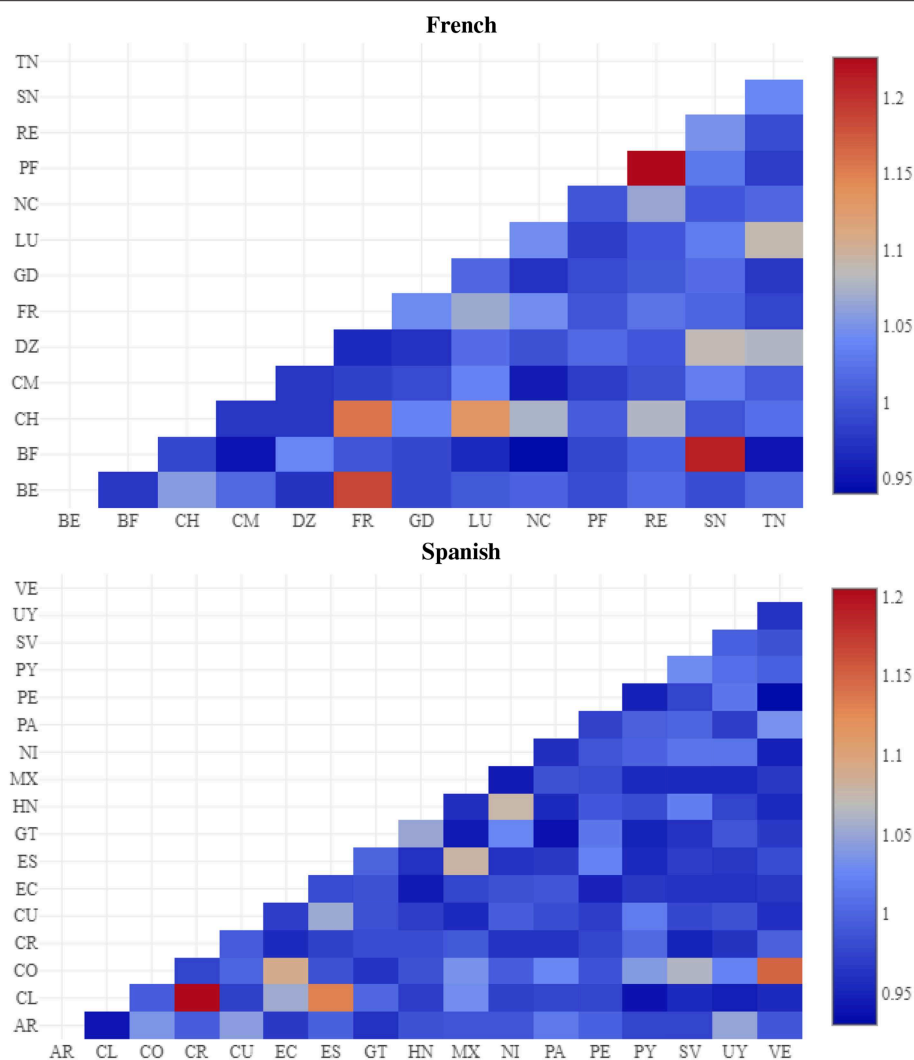 French
TN
SN
RE
PF
NC
LU
GD
FR
DZ
CM
CH
BF
BE
BE BF CH CM DZ FR GD LU NC PF RE SN TN
1.2
1.15
1.1
1.05
1
0.95
Spanish
VE
UY
SV
PY
PE
PA
NI
MX
HN
GT
ES
EC
CU
CR
CO
CL
AR
AR CL CO CR CU EC ES GT HN MX NI PA PE PY SV UY VE
1.2
1.15
1.1
1.05
1
0.95